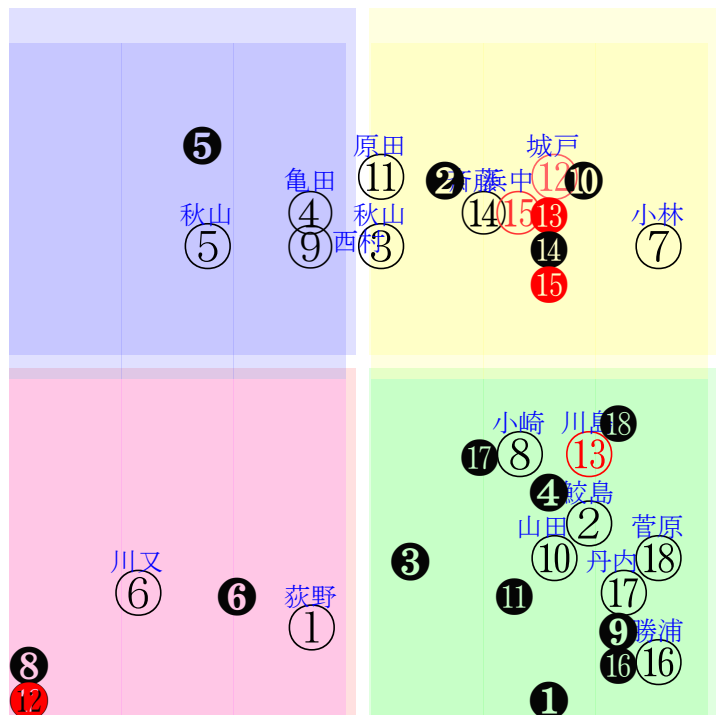 原田 城戸
❺
亀田 斎藤 浜中
⑪ ❷ ⑫ ❿
秋山 ④ 秋山 ⑭ ⑮ ⓭ 小林
⑤ ⑨ 西村 ③ ⓮ ⑦
⓯
小崎 川島 ⓲
⓱ ⑧ ⑬
❹ 鮫島
山田 ② 菅原
川又 ❸ ⑩ 丹内 ⑱
⑥ ❻ 荻野 ⓫ ⑰
① ❾ 勝浦
❽ ⓰ ⑯
⓬ ❶